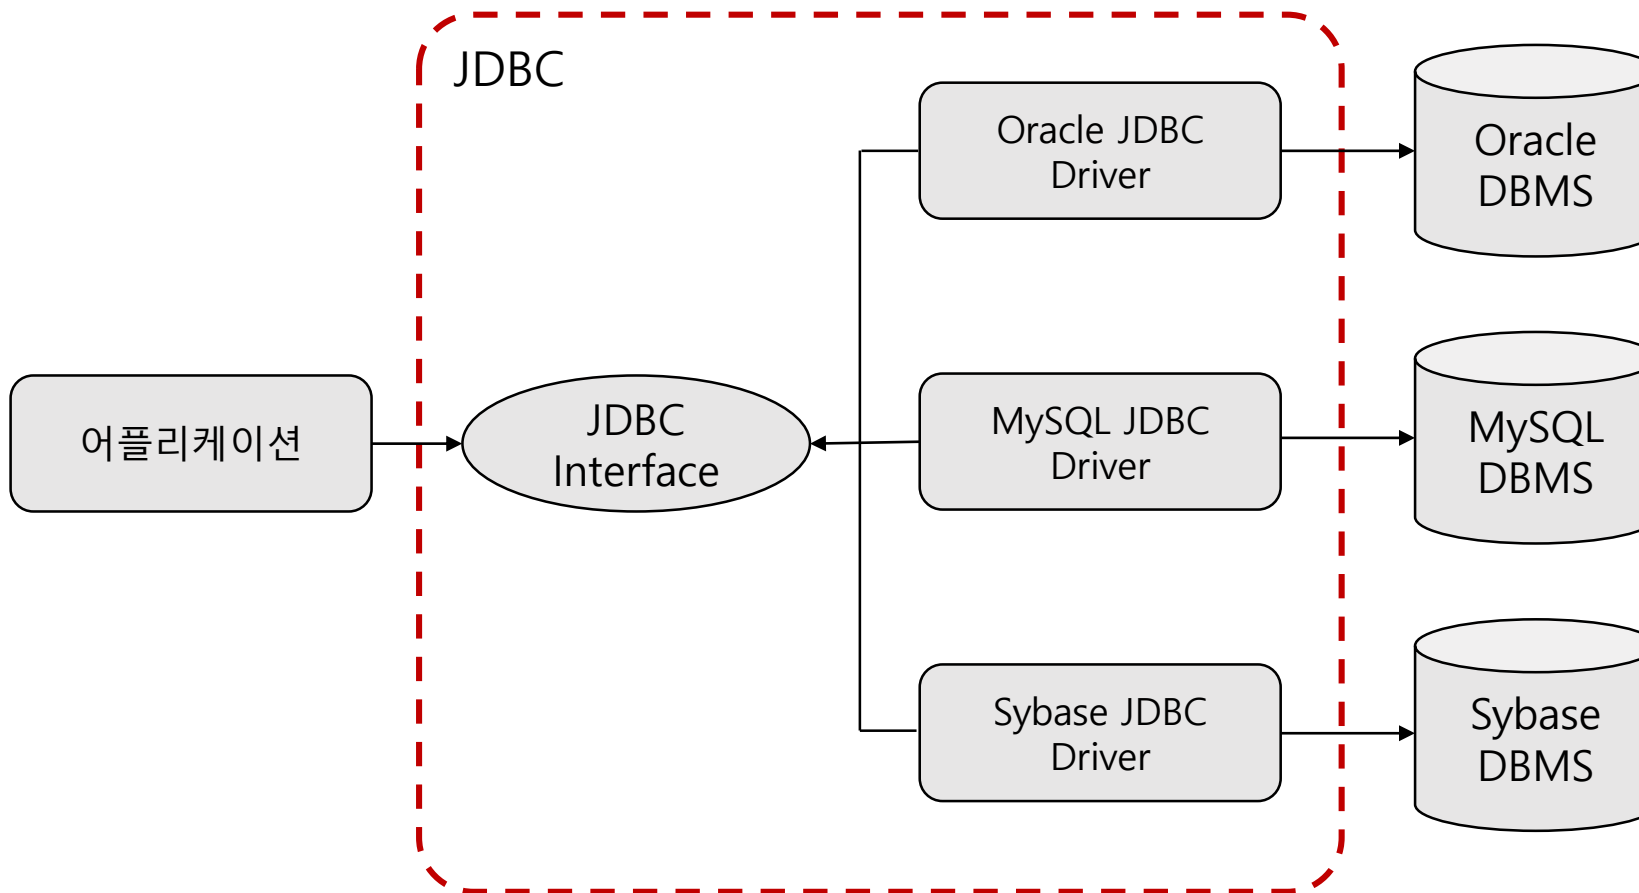 JDBC
Oracle JDBC
Driver
Oracle
DBMS
어플리케이션
JDBC
Interface
MySQL JDBC
Driver
MySQL
DBMS
Sybase JDBC
Driver
Sybase
DBMS